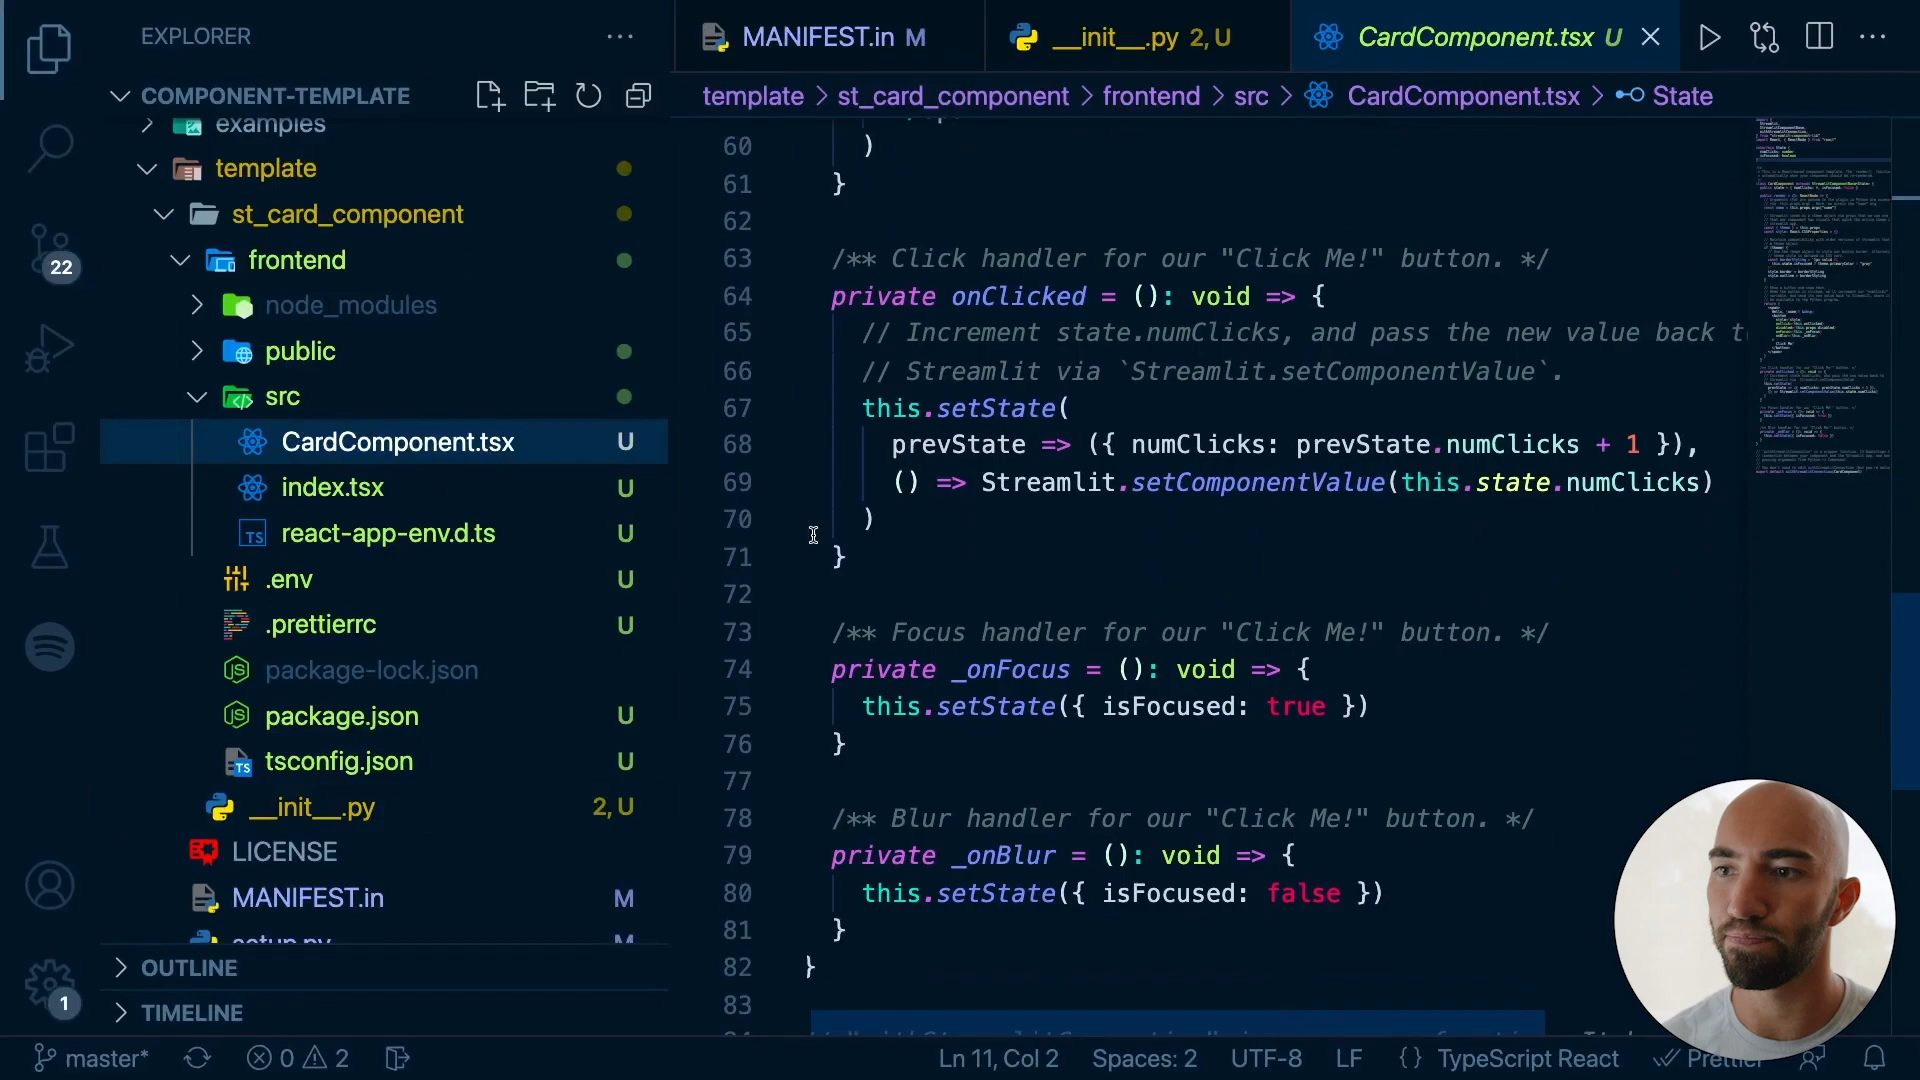 EXPLORER
MANIFEST.in M
__init__.py 2, U
CardComponent.tsx U
COMPONENT-TEMPLATE
template > st_card_component > frontend > src > CardComponent.tsx > State
examples
template
st_card_component
frontend
node_modules
public
src
CardComponent.tsx U
index.tsx U
TS react-app-env.d.ts U
.env U
.prettierrc U
package-lock.json
package.json U
TS tsconfig.json U
__init__.py 2, U
LICENSE
MANIFEST.in M
setup.py M
OUTLINE
TIMELINE
22
1
60 )
61 }
62
63 /** Click handler for our "Click Me!" button. */
64 private onClicked = (): void => {
65 // Increment state.numClicks, and pass the new value back
66 // Streamlit via `Streamlit.setComponentValue`.
67 this.setState(
68 prevState => ({ numClicks: prevState.numClicks + 1 }),
69 () => Streamlit.setComponentValue(this.state.numClicks)
70 )
71 }
72
73 /** Focus handler for our "Click Me!" button. */
74 private _onFocus = (): void => {
75 this.setState({ isFocused: true })
76 }
77
78 /** Blur handler for our "Click Me!" button. */
79 private _onBlur = (): void => {
80 this.setState({ isFocused: false })
81 }
82 }
83
master* 0 2 Ln 11, Col 2 Spaces: 2 UTF-8 LF {} TypeScript React